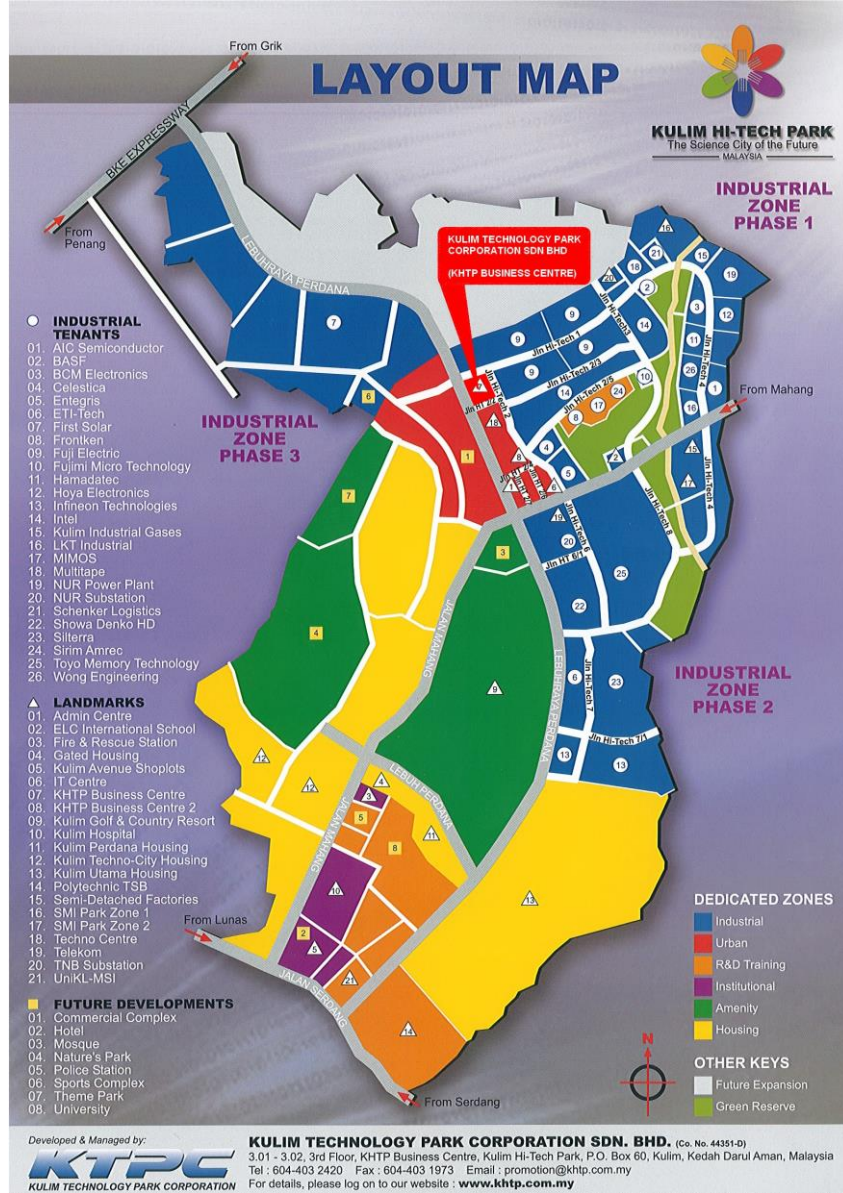 From Grik
LAYOUT MAP
KULIM HI-TECH PARK
The Science City of the Future
MALAYSIA
BKE EXPRESSWAY
From
Penang
INDUSTRIAL
ZONE
PHASE 1
KULIM TECHNOLOGY PARK
CORPORATION SDN BHD
(KHTP BUSINESS CENTRE)
LEBUHRAYA PERDANA
INDUSTRIAL
TENANTS
01. AIC Semiconductor
02. BASF
03. BCM Electronics
04. Celestica
05. Entegris
06. ETI-Tech
07. First Solar
08. Frontken
09. Fuji Electric
10. Fujimi Micro Technology
11. Hamadatec
12. Hoya Electronics
13. Infineon Technologies
14. Intel
15. Kulim Industrial Gases
16. LKT Industrial
17. MIMOS
18. Multitape
19. NUR Power Plant
20. NUR Substation
21. Schenker Logistics
22. Showa Denko HD
23. Silterra
24. Sirim Amrec
25. Toyo Memory Technology
26. Wong Engineering
LANDMARKS
01. Admin Centre
02. ELC International School
03. Fire & Rescue Station
04. Gated Housing
05. Kulim Avenue Shoplots
06. IT Centre
07. KHTP Business Centre
08. KHTP Business Centre 2
09. Kulim Golf & Country Resort
10. Kulim Hospital
11. Kulim Perdana Housing
12. Kulim Techno-City Housing
13. Kulim Utama Housing
14. Polytechnic TSB
15. Semi-Detached Factories
16. SMI Park Zone 1
17. SMI Park Zone 2
18. Techno Centre
19. Telekom
20. TNB Substation
21. UniKL-MSI
FUTURE DEVELOPMENTS
01. Commercial Complex
02. Hotel
03. Mosque
04. Nature's Park
05. Police Station
06. Sports Complex
07. Theme Park
08. University
INDUSTRIAL
ZONE
PHASE 3
Jln Hi-Tech 1
Jln Hi-Tech3
Jln Hi-Tech 2/3
Jln Hi-Tech 2/5
Jln Hi-Tech 2
Jln Hi-Tech 4
From Mahang
Jln Hi-Tech 4
Jln Hi-Tech 6
Jln Hi-Tech 8
Jln HT 6/1
JALAN MAHANG
LEBUHRAYA PERDANA
Jln Hi-Tech 7
Jln Hi-Tech 7/1
INDUSTRIAL
ZONE
PHASE 2
LEBUH PERDANA
JALAN MAHANG
From Lunas
JALAN SERDANG
From Serdang
DEDICATED ZONES
Industrial
Urban
R&D Training
Institutional
Amenity
Housing
N
OTHER KEYS
Future Expansion
Green Reserve
Developed & Managed by:
KTPC
KULIM TECHNOLOGY PARK CORPORATION
KULIM TECHNOLOGY PARK CORPORATION SDN. BHD. (Co. No. 44351-D)
3.01 - 3.02, 3rd Floor, KHTP Business Centre, Kulim Hi-Tech Park, P.O. Box 60, Kulim, Kedah Darul Aman, Malaysia
Tel : 604-403 2420 Fax : 604-403 1973 Email : promotion@khtp.com.my
For details, please log on to our website : www.khtp.com.my